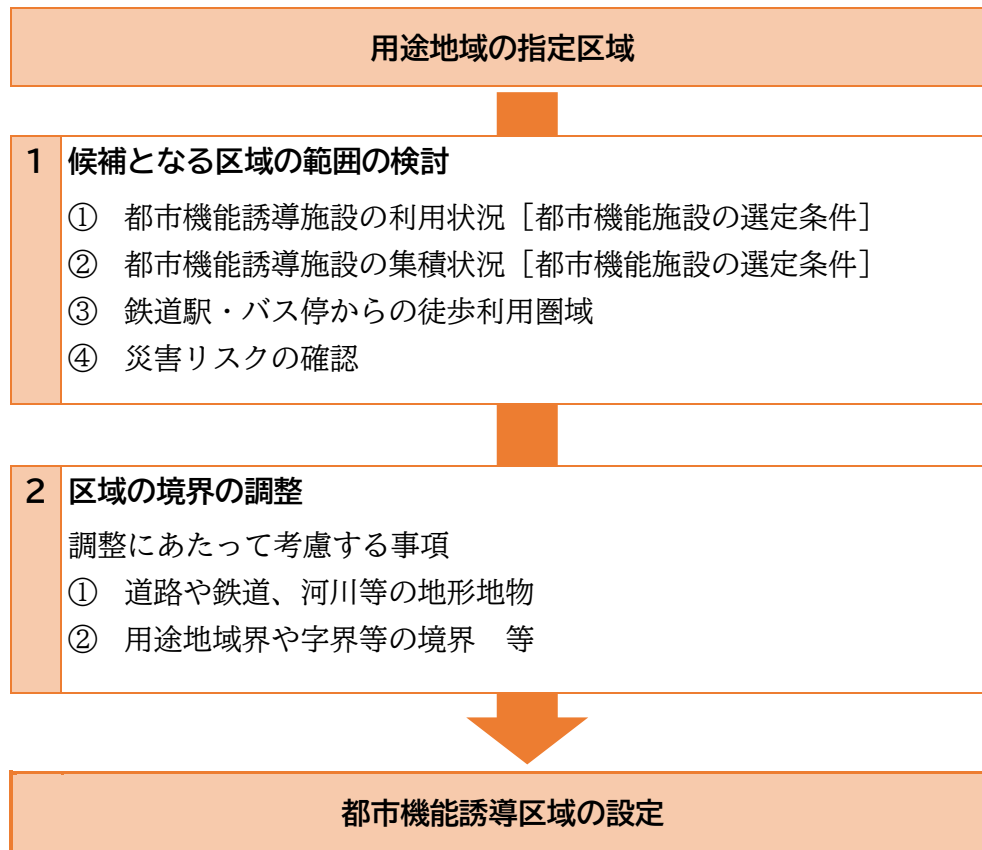 用途地域の指定区域
1 候補となる区域の範囲の検討
① 都市機能誘導施設の利用状況［都市機能施設の選定条件］
② 都市機能誘導施設の集積状況［都市機能施設の選定条件］
③ 鉄道駅・バス停からの徒歩利用圏域
④ 災害リスクの確認
2 区域の境界の調整
調整にあたって考慮する事項
① 道路や鉄道、河川等の地形地物
② 用途地域界や字界等の境界 等
都市機能誘導区域の設定